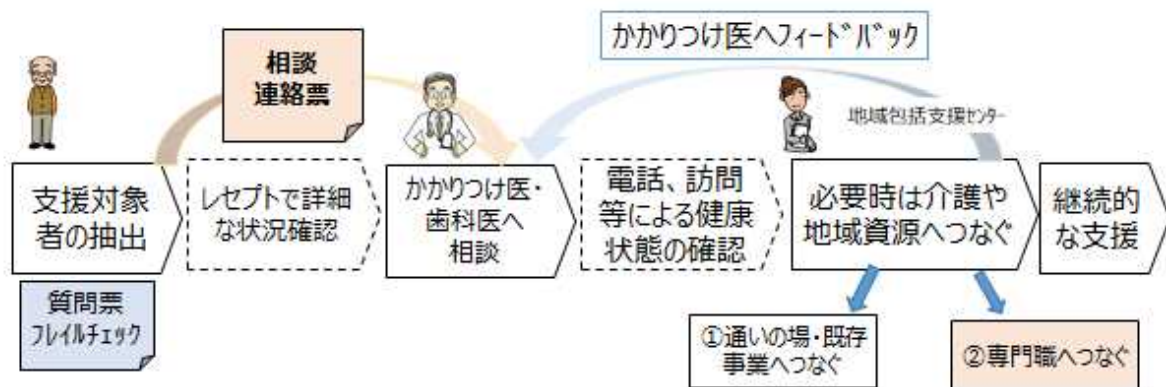 かかりつけ医へフィードバック
相談
連絡票
地域包括支援センター
支援対象
者の抽出
レセプトで詳細
な状況確認
かかりつけ医・
歯科医へ
相談
電話、訪問
等による健康
状態の確認
必要時は介護や
地域資源へつなぐ
継続的
な支援
質問票
フレイルチェック
①通いの場・既存
事業へつなぐ
②専門職へつなぐ